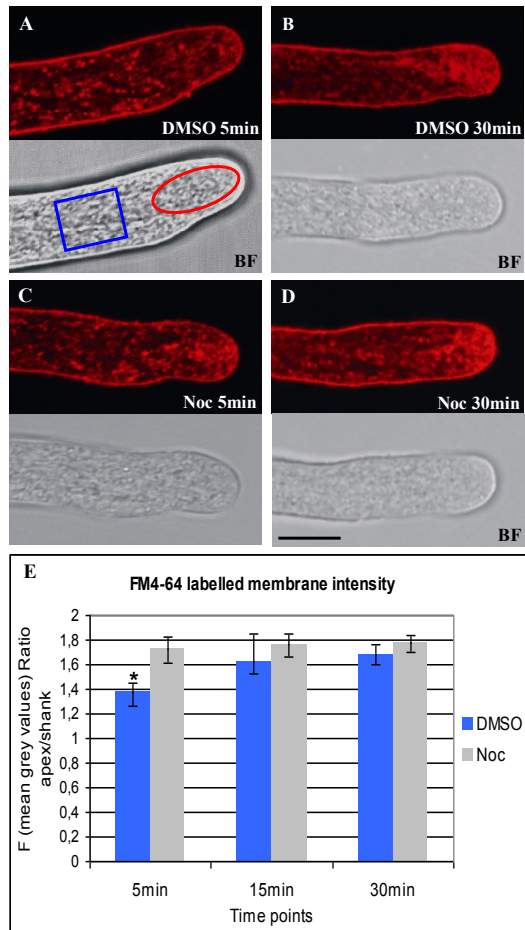 A
DMSO 5min
BF
B
DMSO 30min
C
Noc 5min
D
Noc 30min
BF
E
FM4-64 labelled membrane intensity
F (mean grey values) Ratio
apex/shank
2
1,8
1,6
1,4
1,2
1
0,8
0,6
0,4
0,2
0
*
DMSO
Noc
5min 15min 30min
Time points